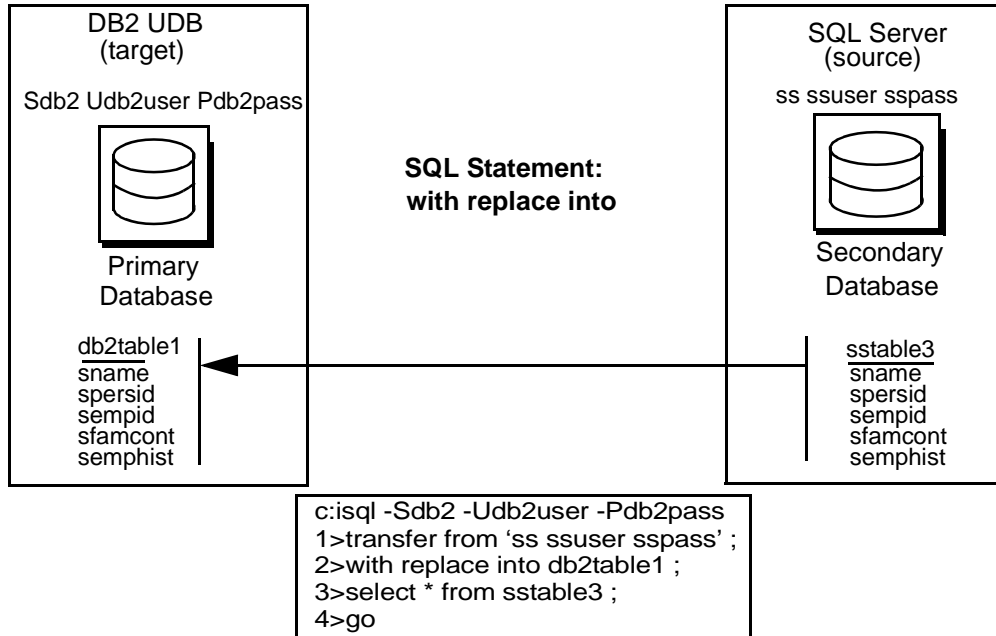 DB2 UDB
(target)
Sdb2 Udb2user Pdb2pass
Primary
Database
db2table1
sname
spersid
sempid
sfamcont
semphist
SQL Statement:
with replace into
SQL Server
(source)
ss ssuser sspass
Secondary
Database
sstable3
sname
spersid
sempid
sfamcont
semphist
c:isql -Sdb2 -Udb2user -Pdb2pass
1>transfer from ‘ss ssuser sspass’ ;
2>with replace into db2table1 ;
3>select * from sstable3 ;
4>go